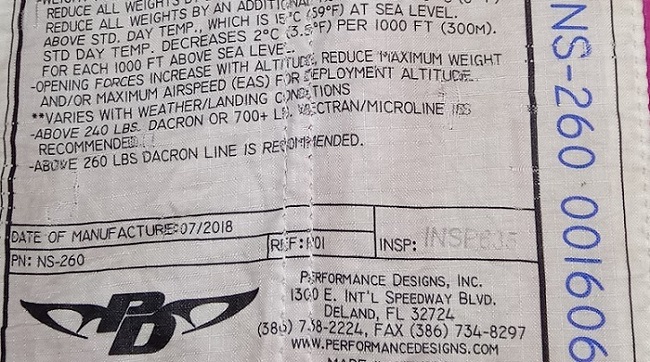 REDUCE ALL WEIGHTS BY AN ADDITIONAL
ABOVE STD. DAY TEMP., WHICH IS 15°C (59°F) AT SEA LEVEL.
STD DAY TEMP. DECREASES 2°C (3.5°F) PER 1000 FT (300M).
FOR EACH 1000 FT ABOVE SEA LEVEL
-OPENING FORCES INCREASE WITH ALTITUDE, REDUCE MAXIMUM WEIGHT
AND/OR MAXIMUM AIRSPEED (EAS) FOR DEPLOYMENT ALTITUDE
**VARIES WITH WEATHER/LANDING CONDITIONS
-ABOVE 240 LBS. DACRON OR 700+ LB. VECTRAN/MICROLINE IS
RECOMMENDED
-ABOVE 260 LBS DACRON LINE IS RECOMMENDED.
DATE OF MANUFACTURE: 07/2018
PN: NS-260
REF: 
INSP: INSP
PD
PERFORMANCE DESIGNS, INC.
1300 E. INT'L SPEEDWAY BLVD.
DELAND, FL 32724
(386) 738-2224, FAX (386) 734-8297
WWW.PERFORMANCEDESIGNS.COM
NS-260 001606